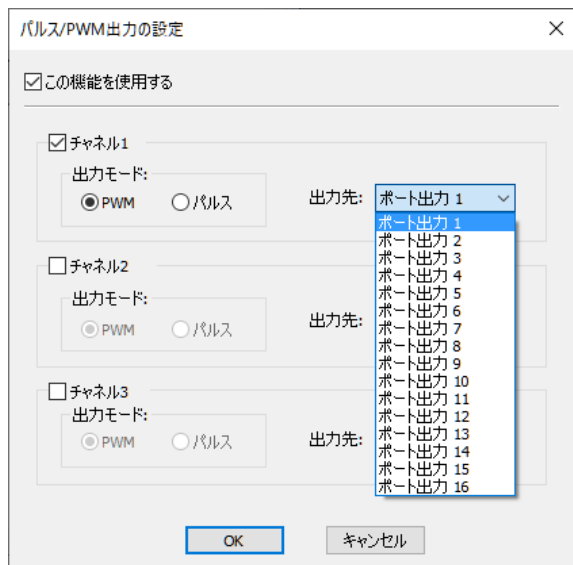 パルス/PWM出力の設定
この機能を使用する
チャネル1
出力モード:
PWM パルス
出力先: ポート出力 1
ポート出力 1
ポート出力 2
ポート出力 3
ポート出力 4
ポート出力 5
ポート出力 6
ポート出力 7
ポート出力 8
ポート出力 9
ポート出力 10
ポート出力 11
ポート出力 12
ポート出力 13
ポート出力 14
ポート出力 15
ポート出力 16
チャネル2
出力モード:
PWM パルス
出力先:
チャネル3
出力モード:
PWM パルス
出力先:
OK キャンセル